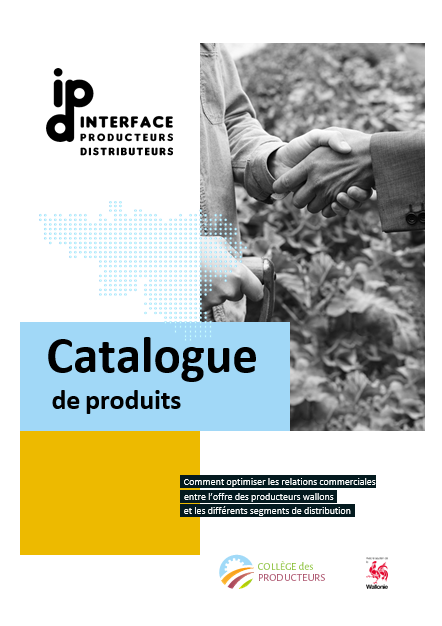 ipd
INTERFACE
PRODUCTEURS
DISTRIBUTEURS
Catalogue
de produits
Comment optimiser les relations commerciales
entre l'offre des producteurs wallons
et les différents segments de distribution
COLLÈGE des
PRODUCTEURS
Wallonie